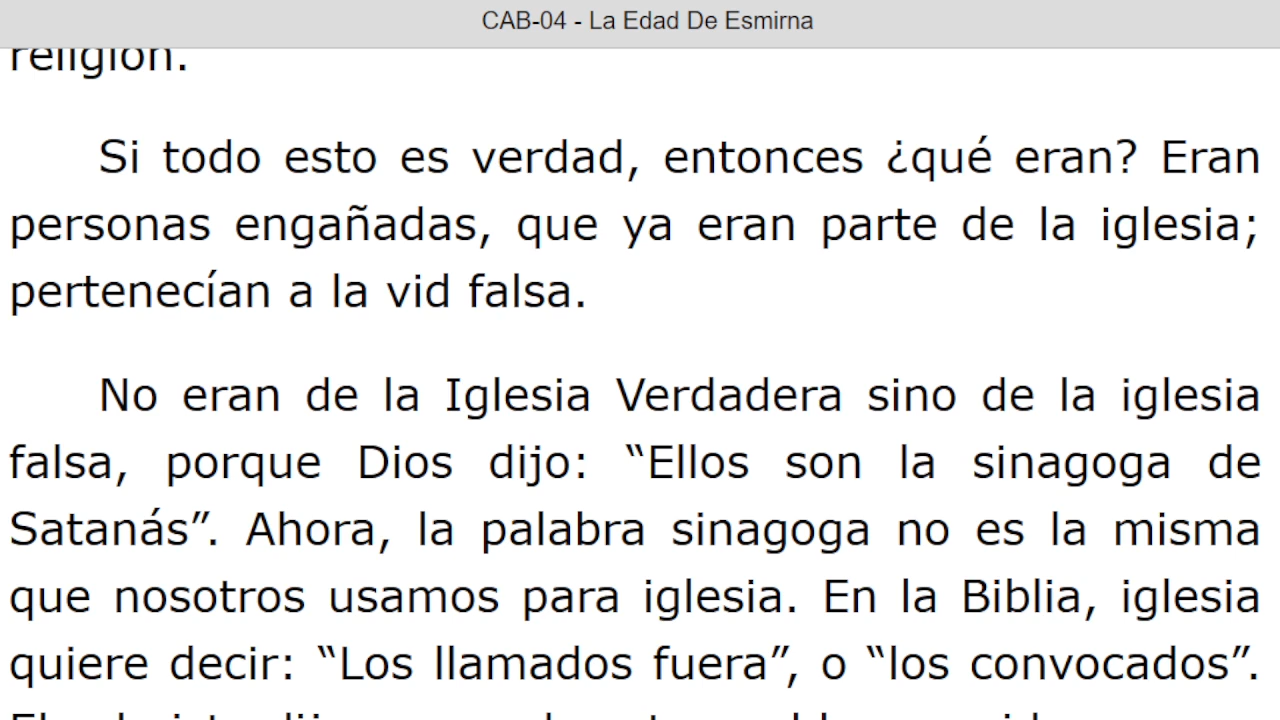 CAB-04 - La Edad De Esmirna
religión.
Si todo esto es verdad, entonces ¿qué eran? Eran
personas engañadas, que ya eran parte de la iglesia;
pertenecían a la vid falsa.
No eran de la Iglesia Verdadera sino de la iglesia
falsa, porque Dios dijo: “Ellos son la sinagoga de
Satanás”. Ahora, la palabra sinagoga no es la misma
que nosotros usamos para iglesia. En la Biblia, iglesia
quiere decir: “Los llamados fuera”, o “los convocados”.